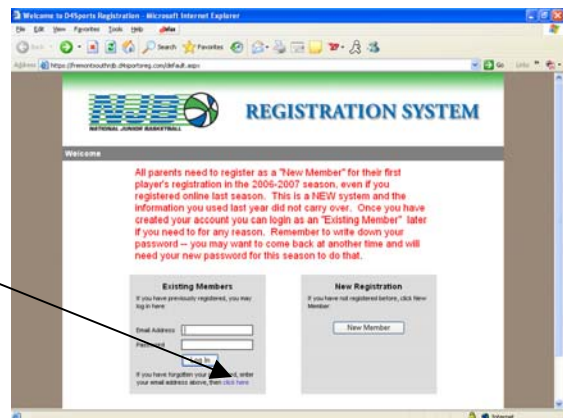 Welcome to D4Sports Registration - Microsoft Internet Explorer
File Edit View Favorites Tools Help
Back Search Favorites
Address Go Links
NJB
NATIONAL JUNIOR BASKETBALL
REGISTRATION SYSTEM
Welcome
All parents need to register as a "New Member" for their first
player's registration in the 2006-2007 season, even if you
registered online last season. This is a NEW system and the
information you used last year did not carry over. Once you have
created your account you can login as an "Existing Member" later
if you need to for any reason. Remember to write down your
password -- you may want to come back at another time and will
need your new password for this season to do that.
Existing Members
If you have previously registered, you may
log in here:
Email Address
Password
Log In
If you have forgotten your password, enter
your email address above, then click here
New Registration
If you have not registered before, click New
Member:
New Member
Internet